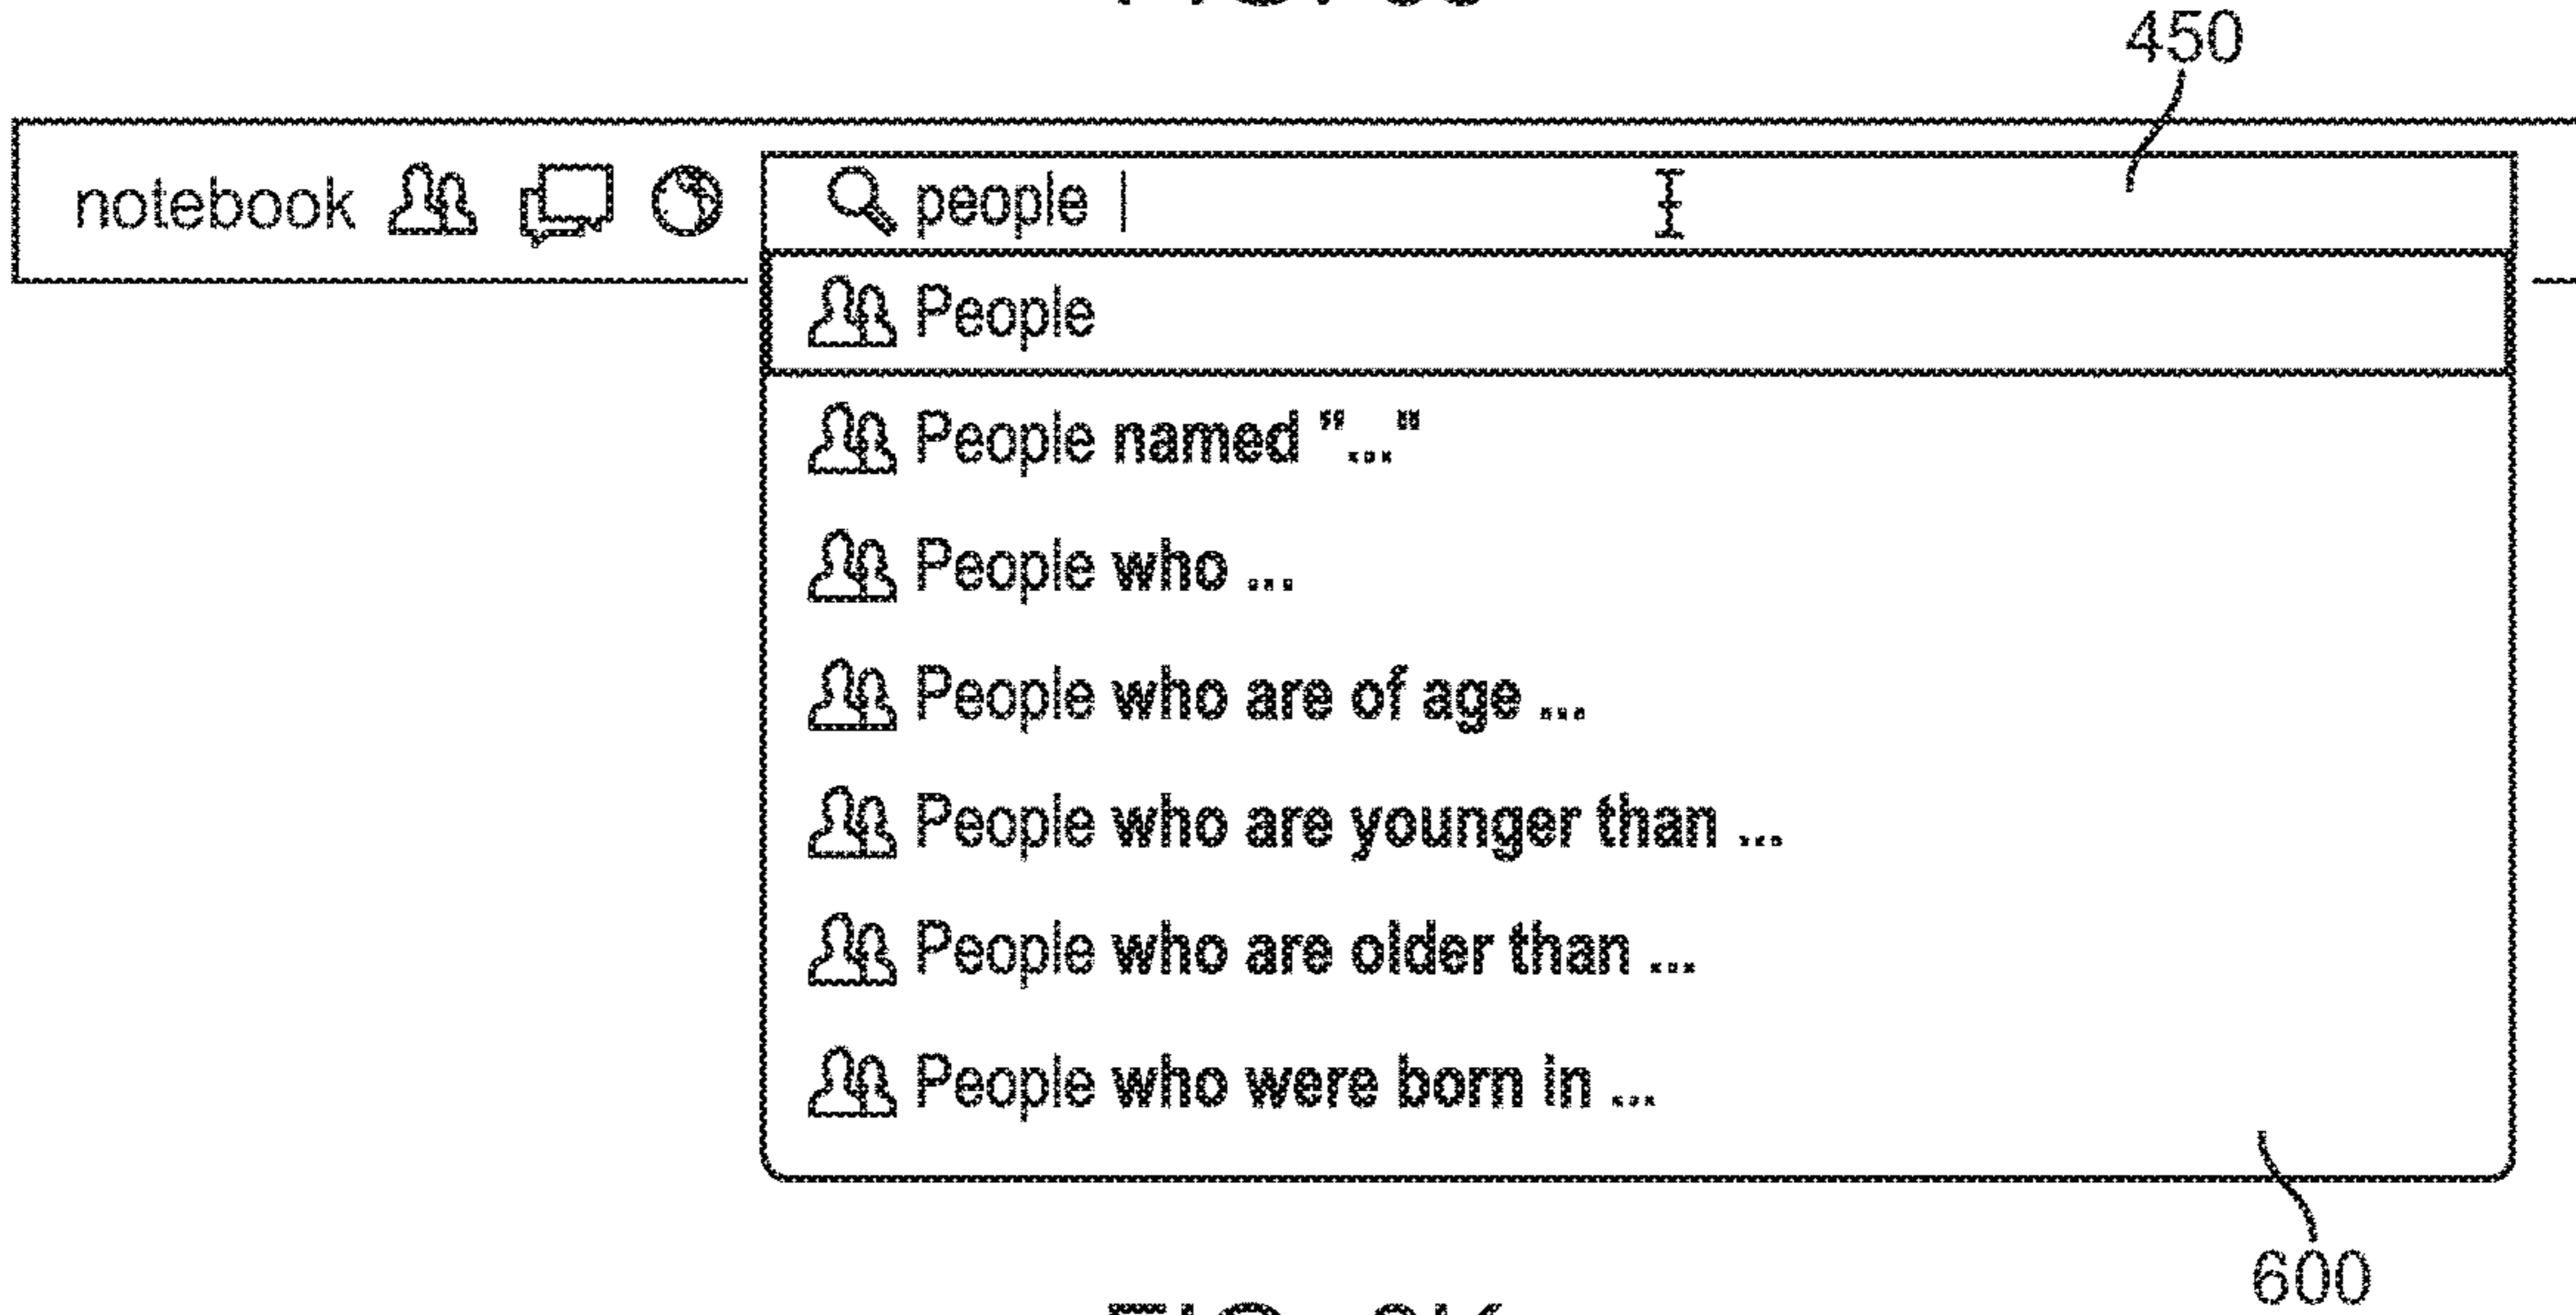 450
notebook people
People
People named "..."
People who ...
People who are of age ...
People who are younger than ...
People who are older than ...
People who were born in ...
600